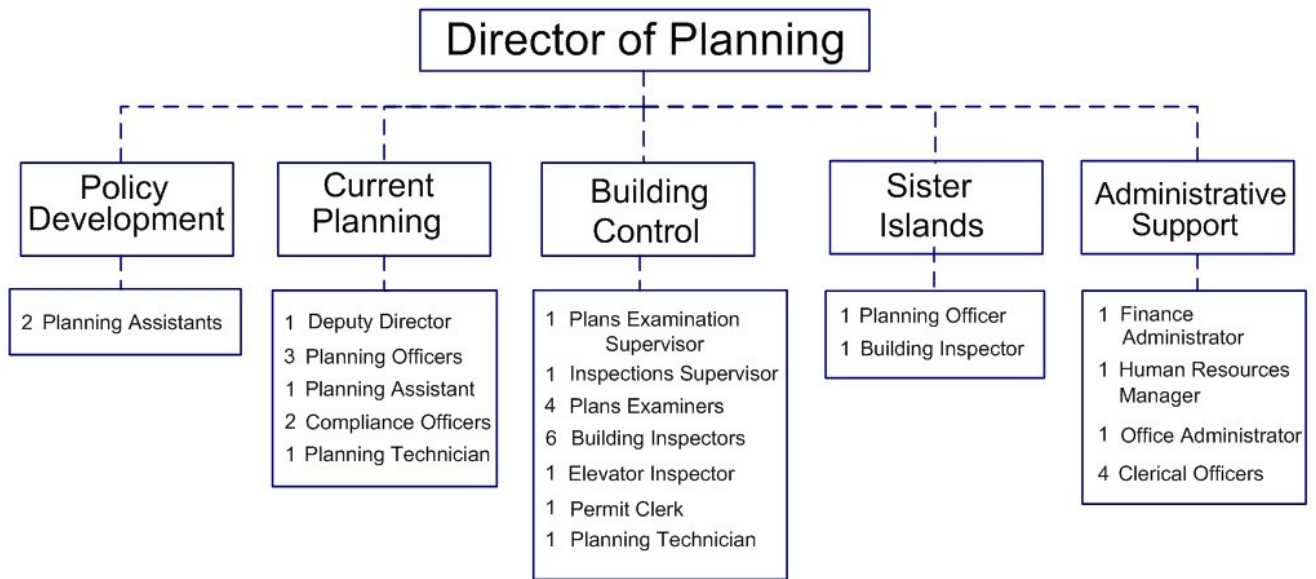 Director of Planning
Policy
Development
2 Planning Assistants
Current
Planning
1 Deputy Director
3 Planning Officers
1 Planning Assistant
2 Compliance Officers
1 Planning Technician
Building
Control
1 Plans Examination
Supervisor
1 Inspections Supervisor
4 Plans Examiners
6 Building Inspectors
1 Elevator Inspector
1 Permit Clerk
1 Planning Technician
Sister
Islands
1 Planning Officer
1 Building Inspector
Administrative
Support
1 Finance
Administrator
1 Human Resources
Manager
1 Office Administrator
4 Clerical Officers